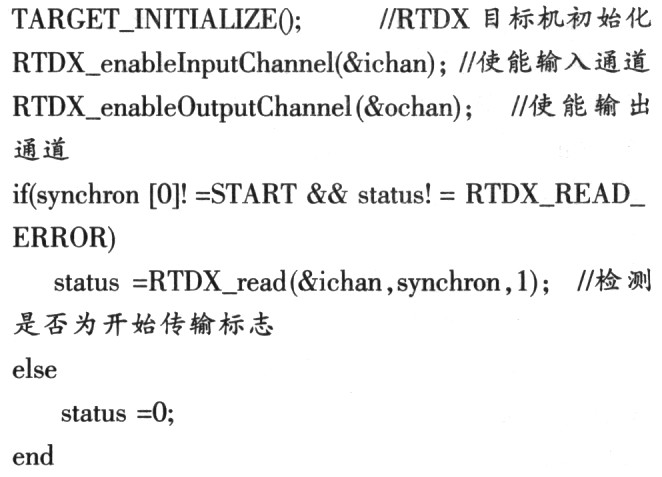 TARGET_INITIALIZE(); //RTDX 目标机初始化
RTDX_enableInputChannel(&ichan); //使能输入通道
RTDX_enableOutputChannel(&ochan); //使能输出
通道
if(synchron [0]! =START && status! = RTDX_READ_
ERROR)
status =RTDX_read(&ichan,synchron,1); //检测
是否为开始传输标志
else
status =0;
end